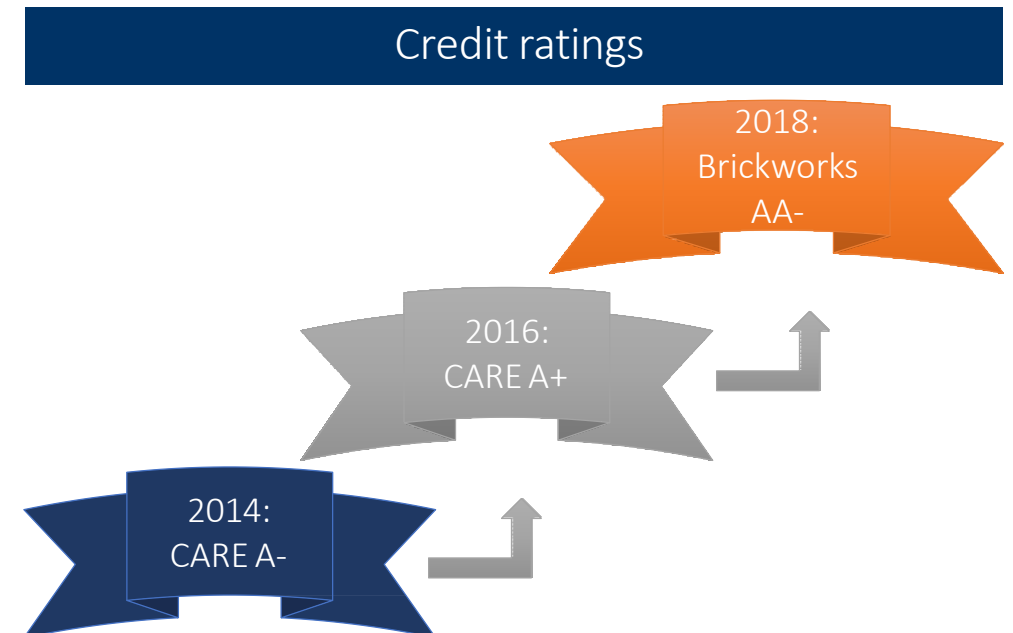 Credit ratings
2018:
Brickworks
AA-
2016:
CARE A+
2014:
CARE A-